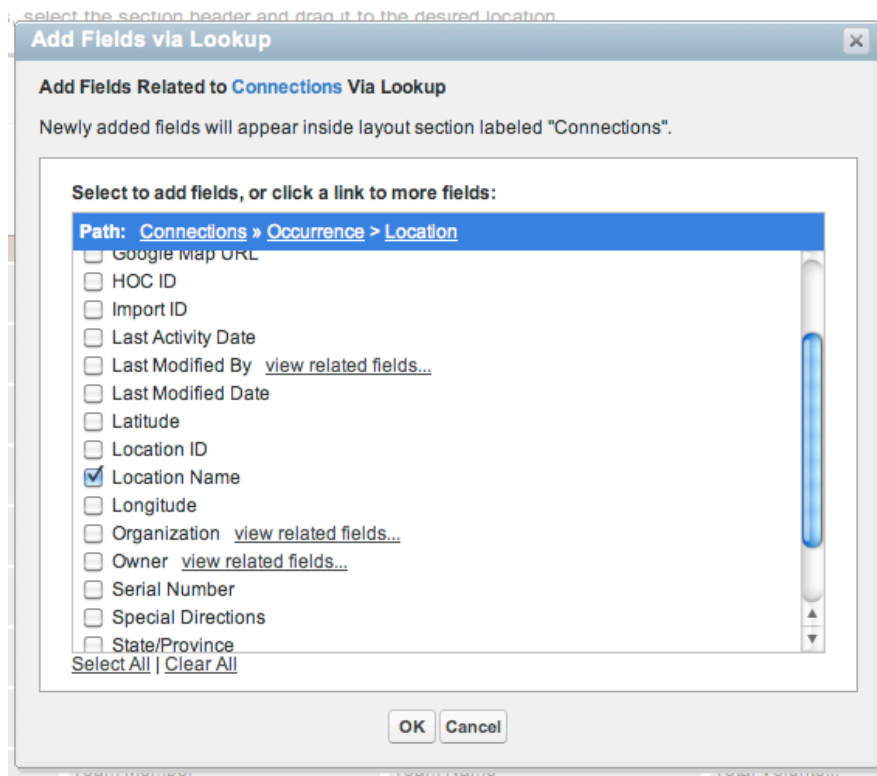 , select the section header and drag it to the desired location
Add Fields via Lookup
Add Fields Related to Connections Via Lookup
Newly added fields will appear inside layout section labeled "Connections".
Select to add fields, or click a link to more fields:
Path: Connections » Occurrence > Location
Google Map URL
HOC ID
Import ID
Last Activity Date
Last Modified By view related fields...
Last Modified Date
Latitude
Location ID
Location Name
Longitude
Organization view related fields...
Owner view related fields...
Serial Number
Special Directions
State/Province
Select All | Clear All
OK Cancel
Team Member Team Name Total Volunte...